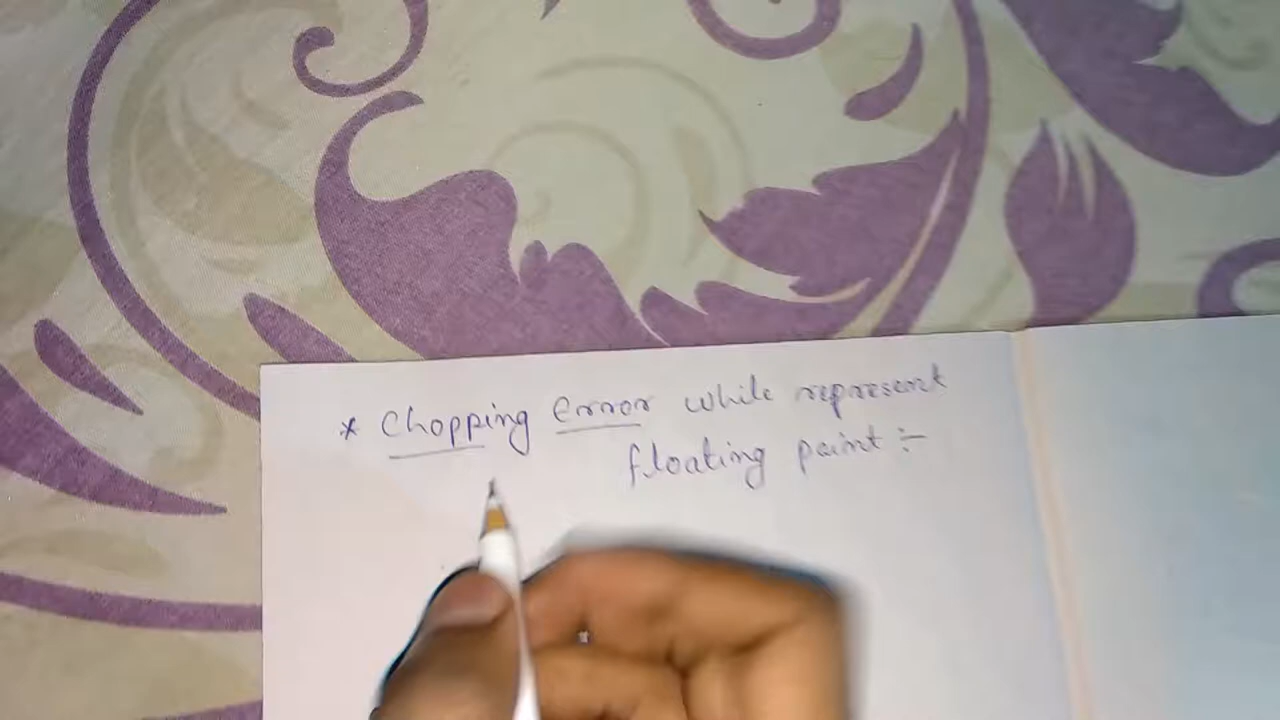 * Chopping Error while represent
floating point :-